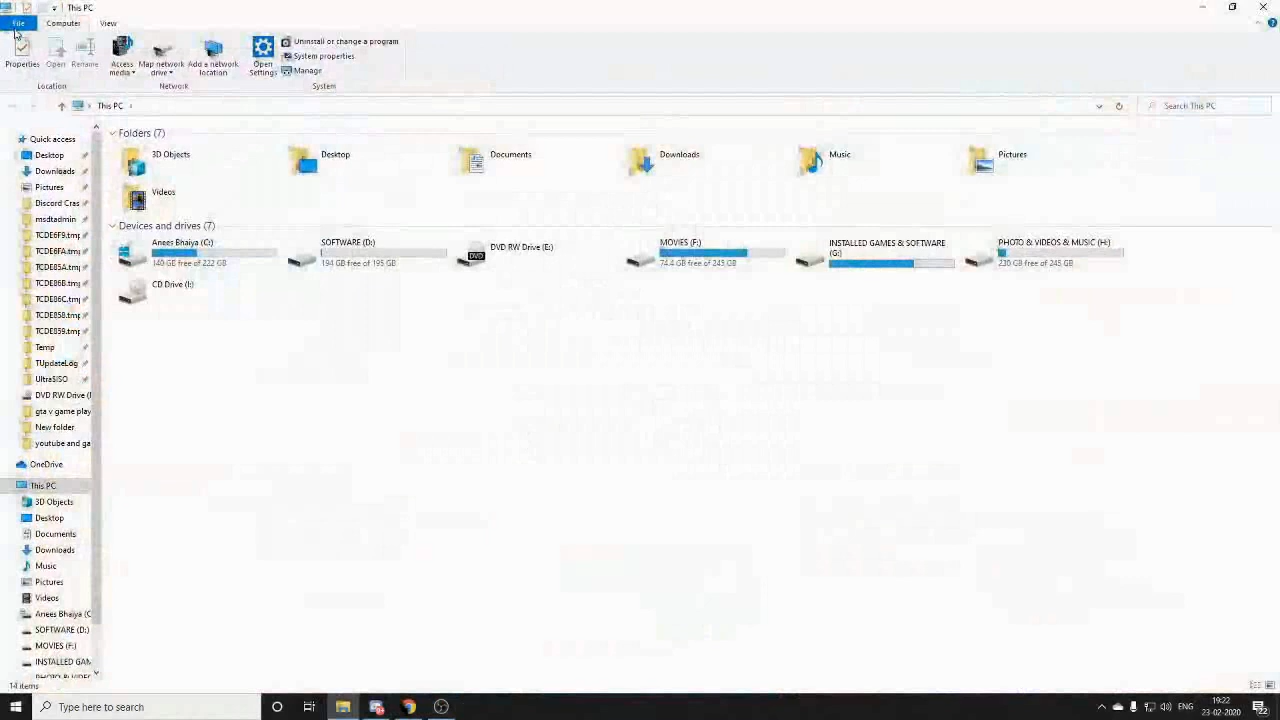 This PC
File Computer View
Properties Open Rename Access media Map network drive Add a network location Open Settings
Uninstall or change a program
System properties
Manage
Location Network System
This PC
Search This PC
Quick access
Desktop
Downloads
Pictures
Discord Cras
msdtadmin
TCDE6F9.tmp
TCDE6FA.tmp
TCDE85A.tmp
TCDE86B.tmp
TCDE86C.tmp
TCDE858.tmp
TCDE859.tmp
Temp
TUpdateLog
UltraSISO
DVD RW Drive (
gta v game play
New folder
youtube and ga
OneDrive
This PC
3D Objects
Desktop
Documents
Downloads
Music
Pictures
Videos
Anees Bhaiya (C
SOFTWARE (D:)
MOVIES (F:)
INSTALLED GAM
PHOTO & VIDEO
Folders (7)
3D Objects
Desktop
Documents
Downloads
Music
Pictures
Videos
Devices and drives (7)
Anees Bhaiya (C:)
140 GB free of 222 GB
SOFTWARE (D:)
194 GB free of 195 GB
DVD RW Drive (E:)
DVD
MOVIES (F:)
74.4 GB free of 245 GB
INSTALLED GAMES & SOFTWARE (G:)
PHOTO & VIDEOS & MUSIC (H:)
230 GB free of 245 GB
CD Drive (I:)
14 items
Type here to search
ENG
19:22
23-02-2020
22